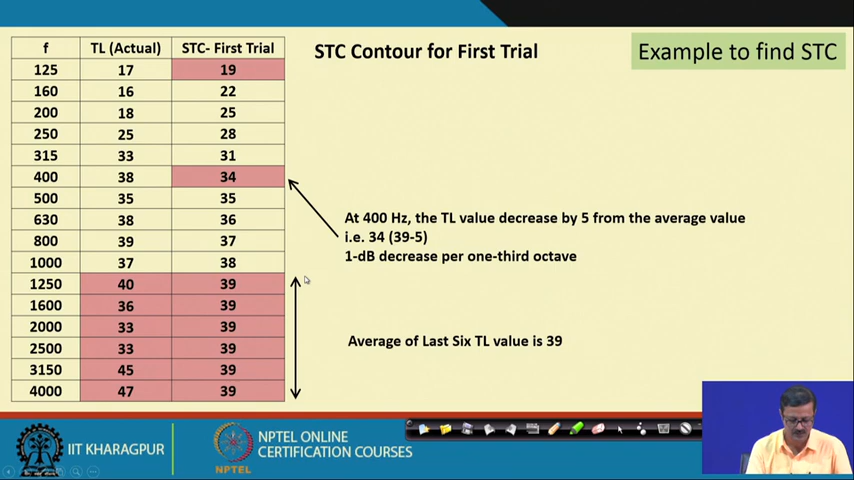 STC Contour for First Trial
Example to find STC
f TL (Actual) STC- First Trial
125 17 19
160 16 22
200 18 25
250 25 28
315 33 31
400 38 34
500 35 35
630 38 36
800 39 37
1000 37 38
1250 40 39
1600 36 39
2000 33 39
2500 33 39
3150 45 39
4000 47 39
At 400 Hz, the TL value decrease by 5 from the average value
i.e. 34 (39-5)
1-dB decrease per one-third octave
Average of Last Six TL value is 39
IIT KHARAGPUR
NPTEL
NPTEL ONLINE
CERTIFICATION COURSES